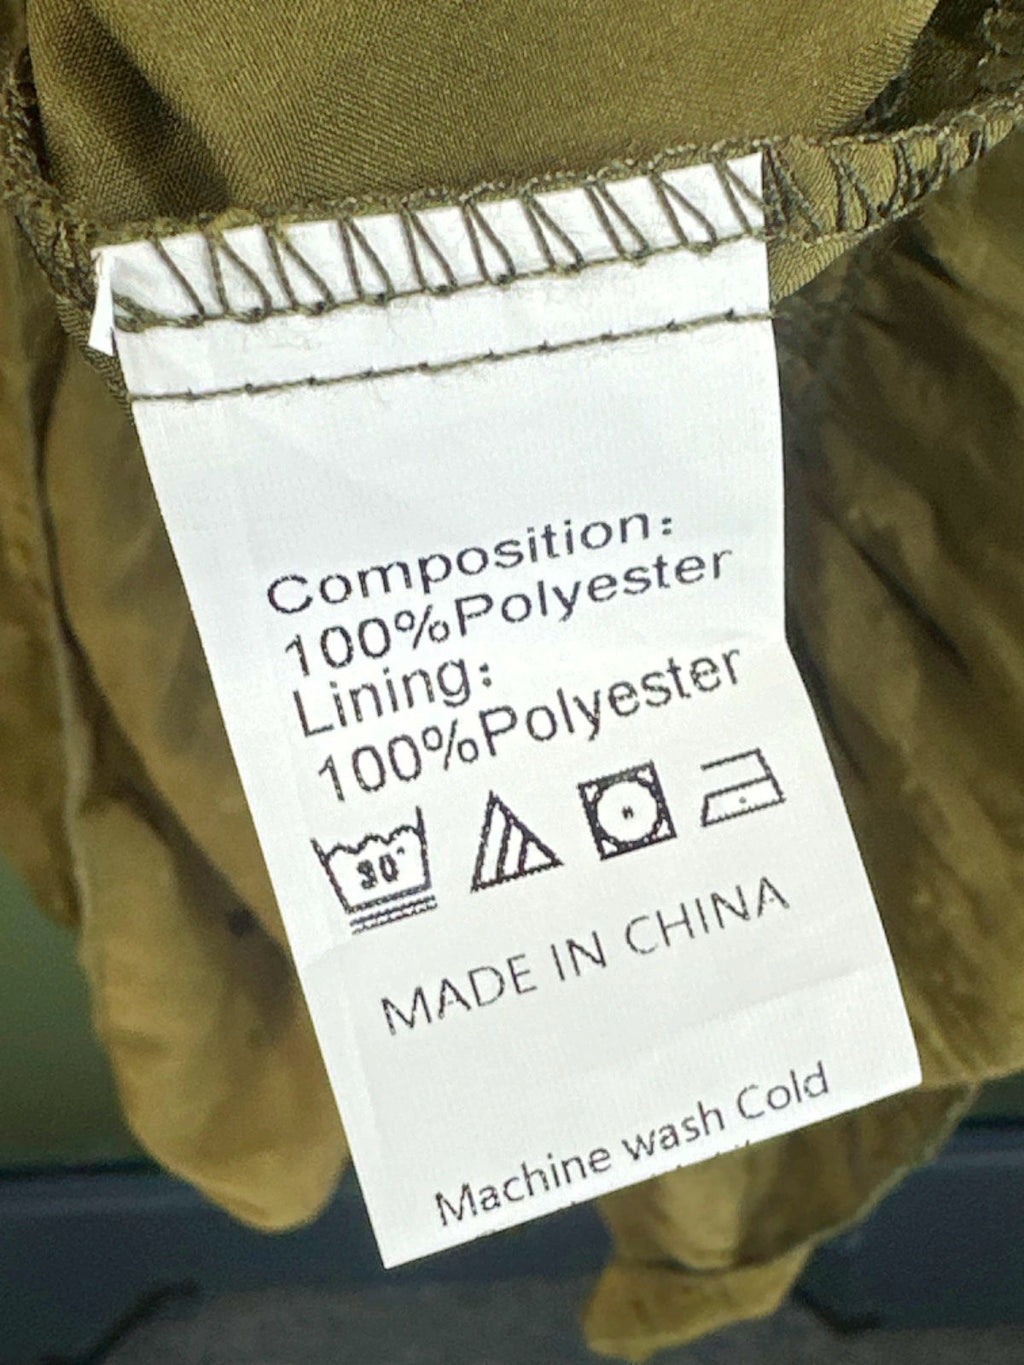 Composition:
100%Polyester
Lining:
100%Polyester
30°
MADE IN CHINA
Machine wash Cold